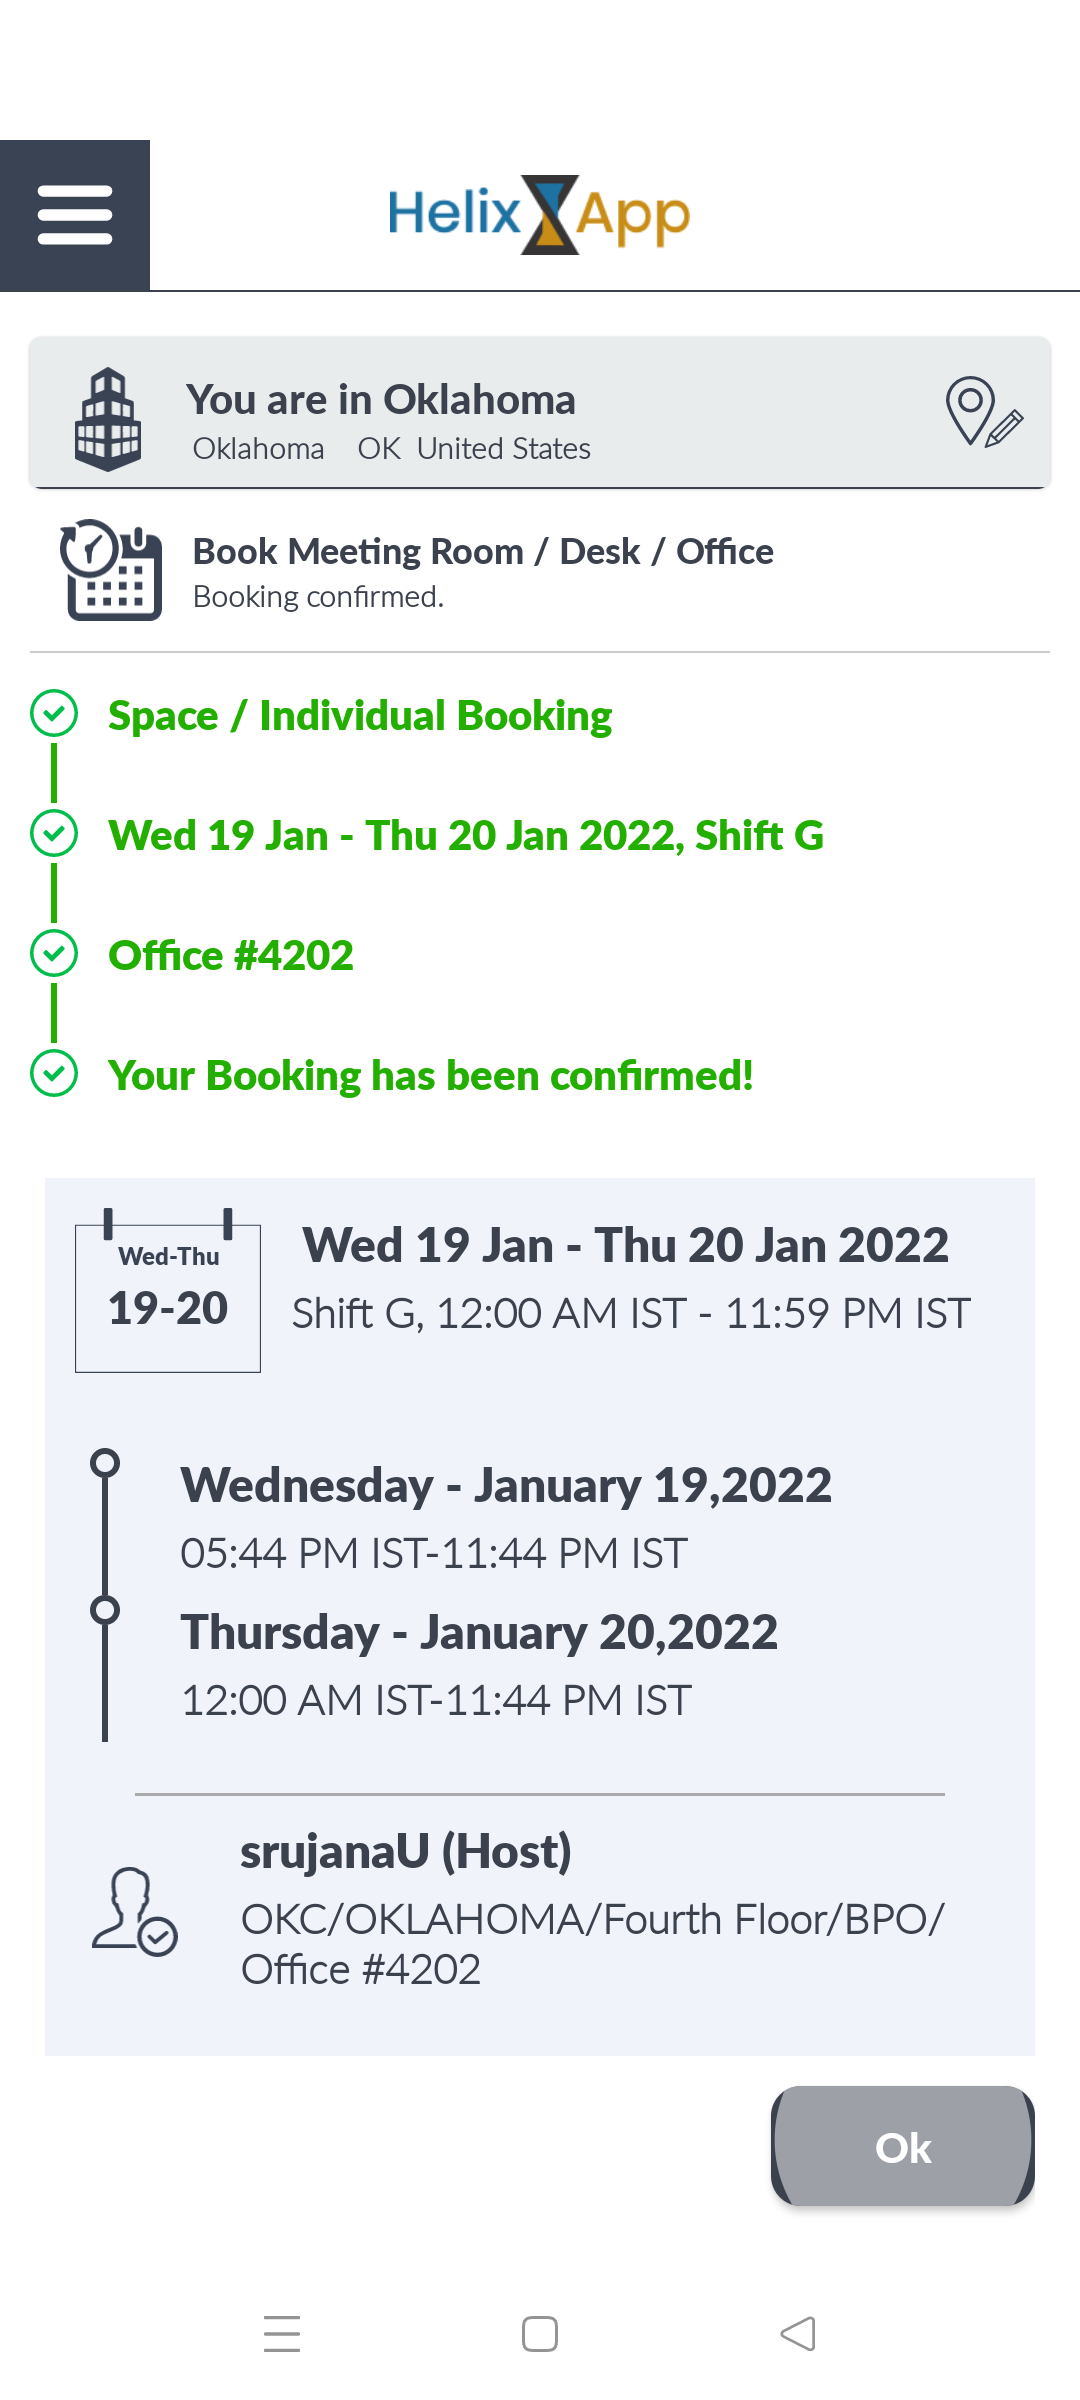 Helix App
You are in Oklahoma
Oklahoma OK United States
Book Meeting Room / Desk / Office
Booking confirmed.
Space / Individual Booking
Wed 19 Jan - Thu 20 Jan 2022, Shift G
Office #4202
Your Booking has been confirmed!
Wed-Thu
19-20
Wed 19 Jan - Thu 20 Jan 2022
Shift G, 12:00 AM IST - 11:59 PM IST
Wednesday - January 19,2022
05:44 PM IST-11:44 PM IST
Thursday - January 20,2022
12:00 AM IST-11:44 PM IST
srujanaU (Host)
OKC/OKLAHOMA/Fourth Floor/BPO/
Office #4202
Ok